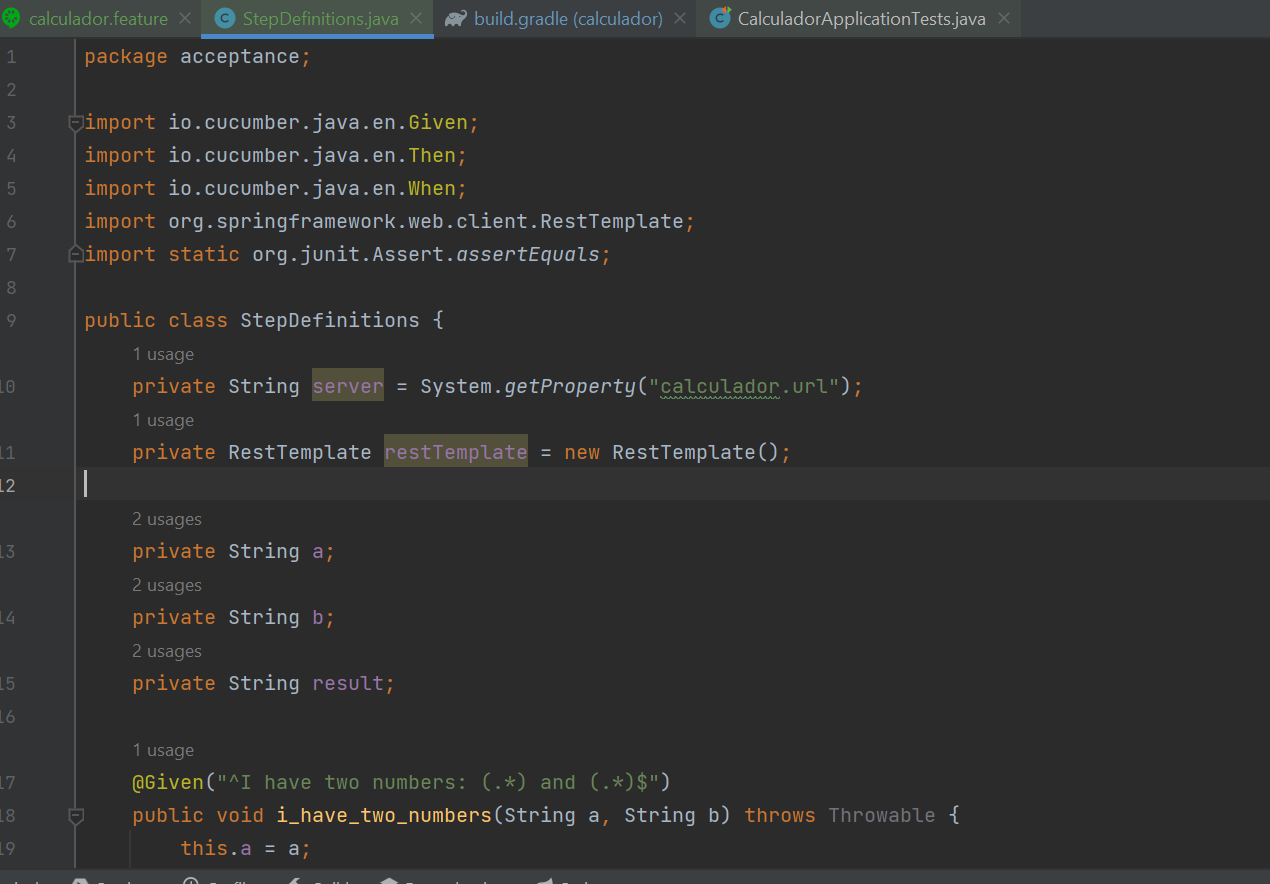 calculador.feature StepDefinitions.java build.gradle (calculador) CalculadorApplicationTests.java
1 package acceptance;
2
3 import io.cucumber.java.en.Given;
4 import io.cucumber.java.en.Then;
5 import io.cucumber.java.en.When;
6 import org.springframework.web.client.RestTemplate;
7 import static org.junit.Assert.assertEquals;
8
9 public class StepDefinitions {
1 usage
10 private String server = System.getProperty("calculador.url");
1 usage
11 private RestTemplate restTemplate = new RestTemplate();
12
2 usages
13 private String a;
2 usages
14 private String b;
2 usages
15 private String result;
16
1 usage
17 @Given("^I have two numbers: (.*) and (.*)$")
18 public void i_have_two_numbers(String a, String b) throws Throwable {
19 this.a = a;